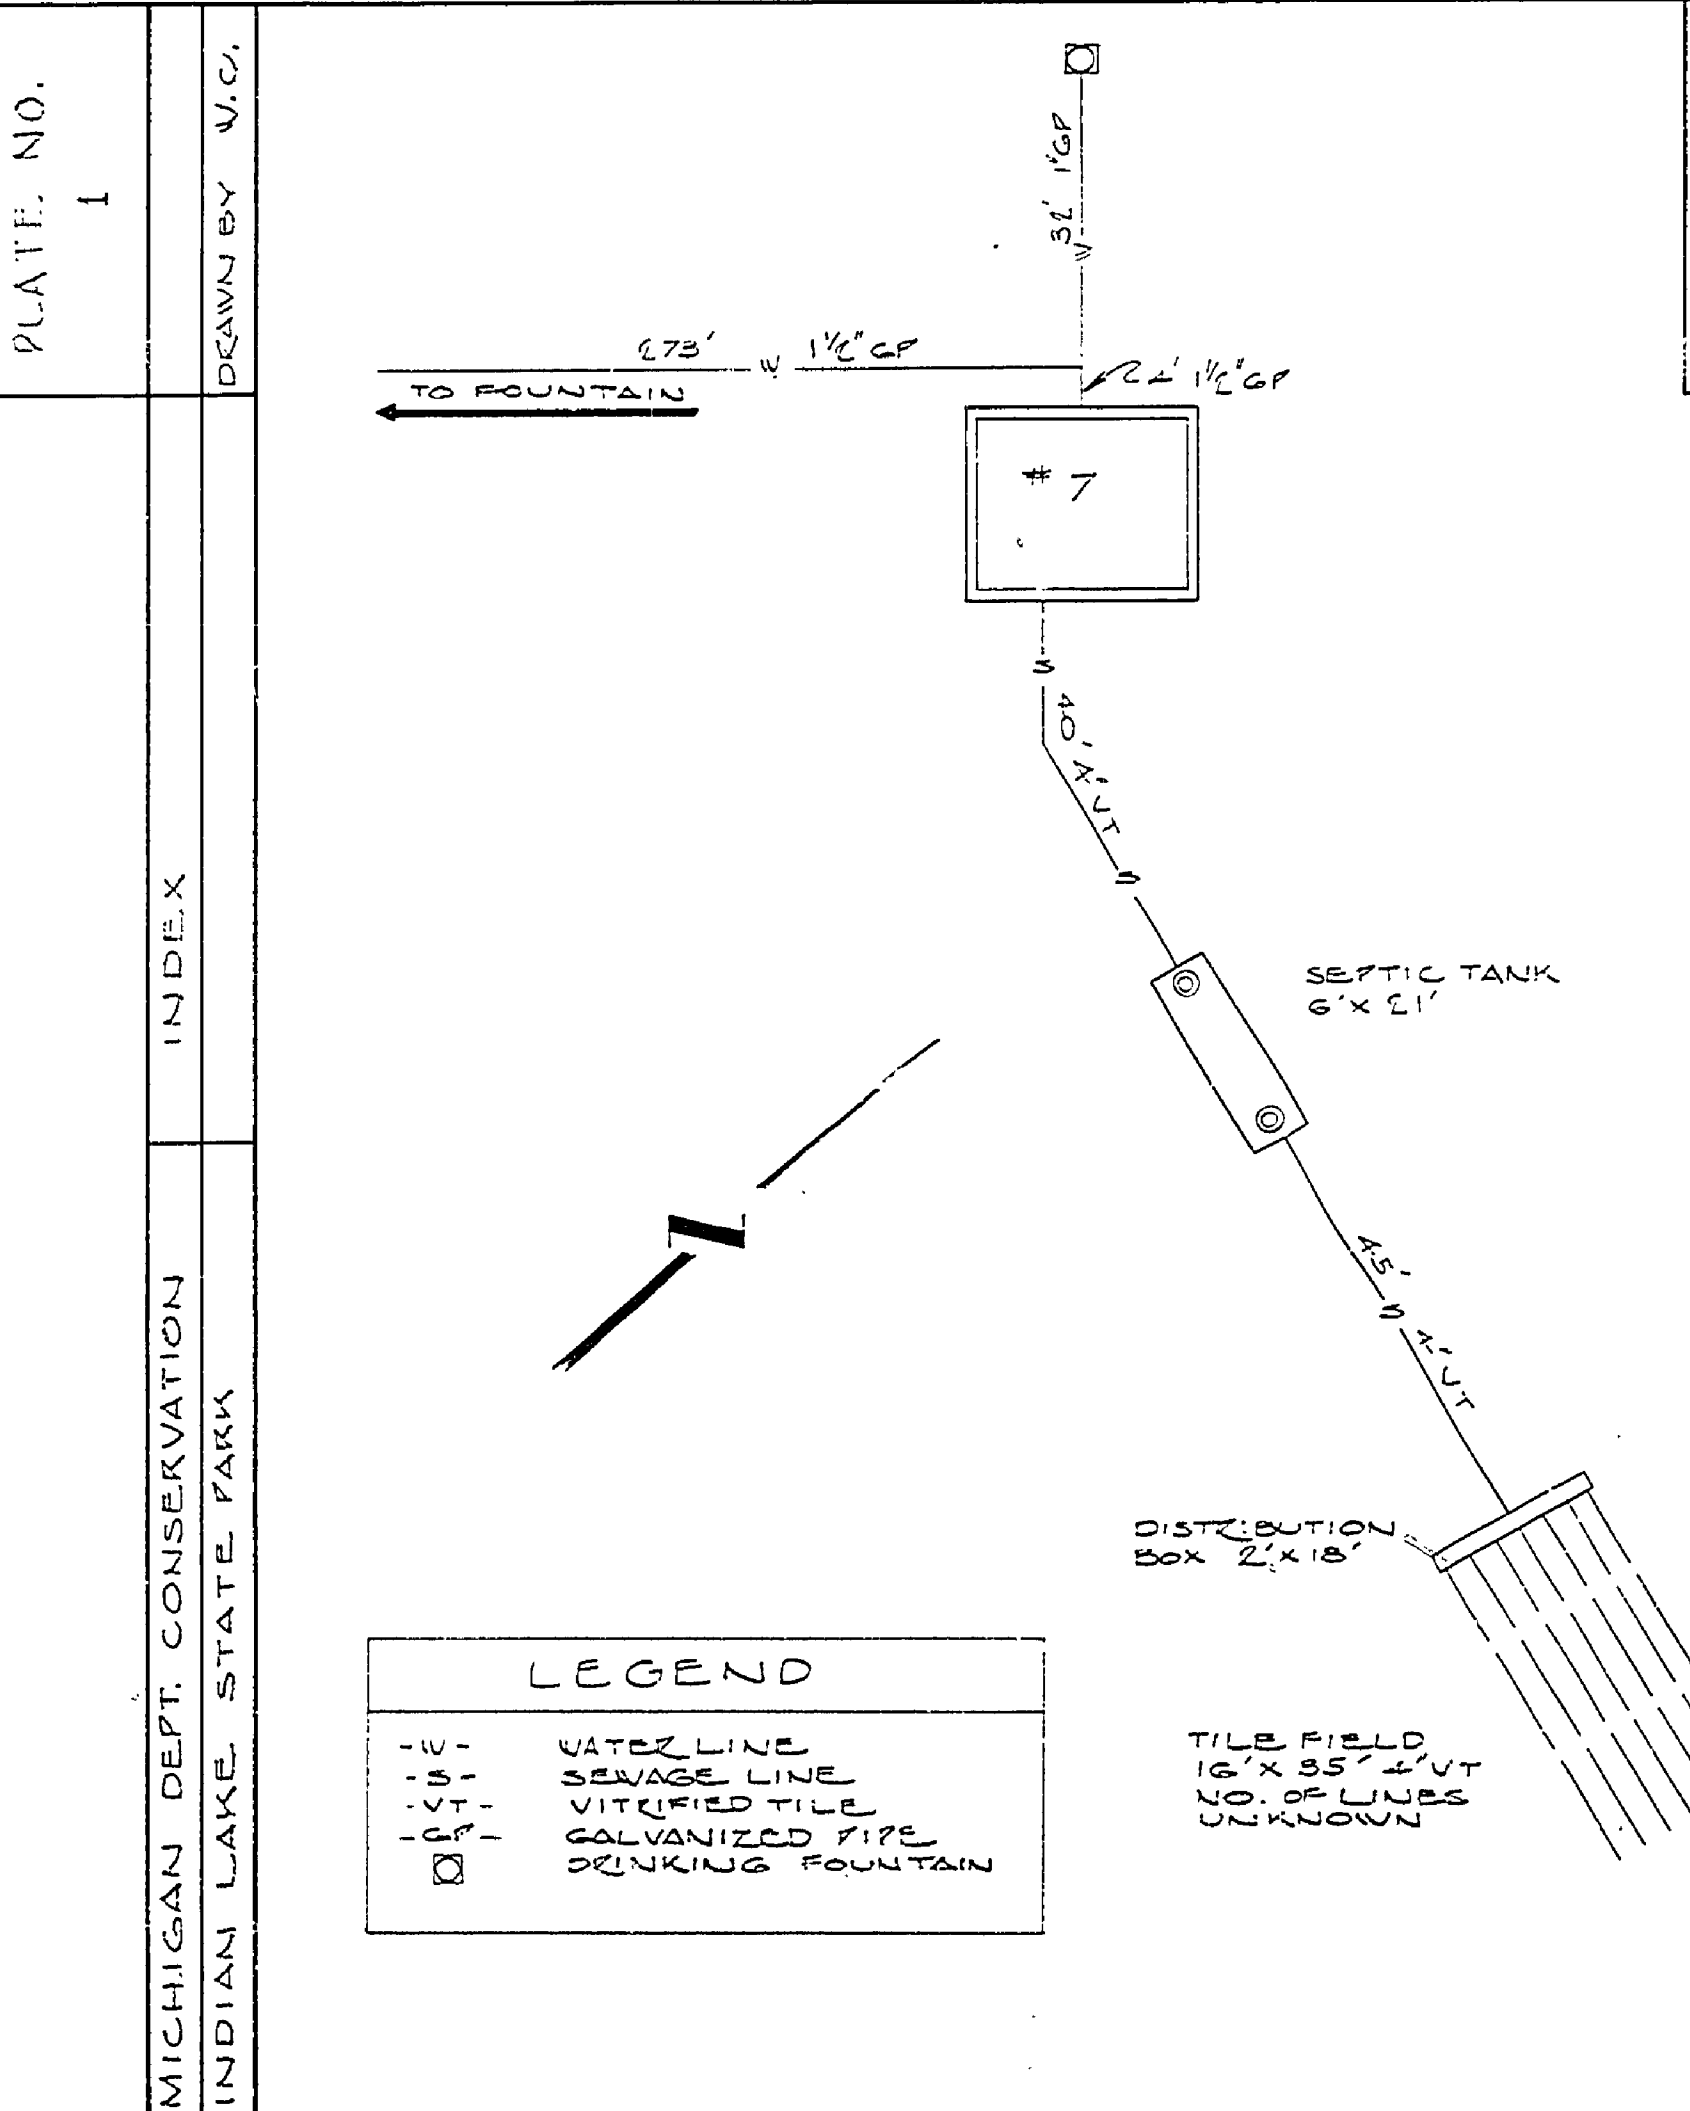 PLATE NO.
1
DRAWN BY W.C.
INDEX
MICHIGAN DEPT. CONSERVATION
INDIAN LAKE STATE PARK
32' 1"GP
W
273' W 1½" GP
TO FOUNTAIN
4' 1½" GP
# 7
S
40' 4" VT
S
SEPTIC TANK
6' X 21'
N
45'
S
4" VT
DISTRIBUTION
BOX 2' X 18'
TILE FIELD
4" VT
NO. OF LINES
UNKNOWN
LEGEND
-W- WATER LINE
-S- SEWAGE LINE
-VT- VITRIFIED TILE
-GP- GALVANIZED PIPE
DRINKING FOUNTAIN